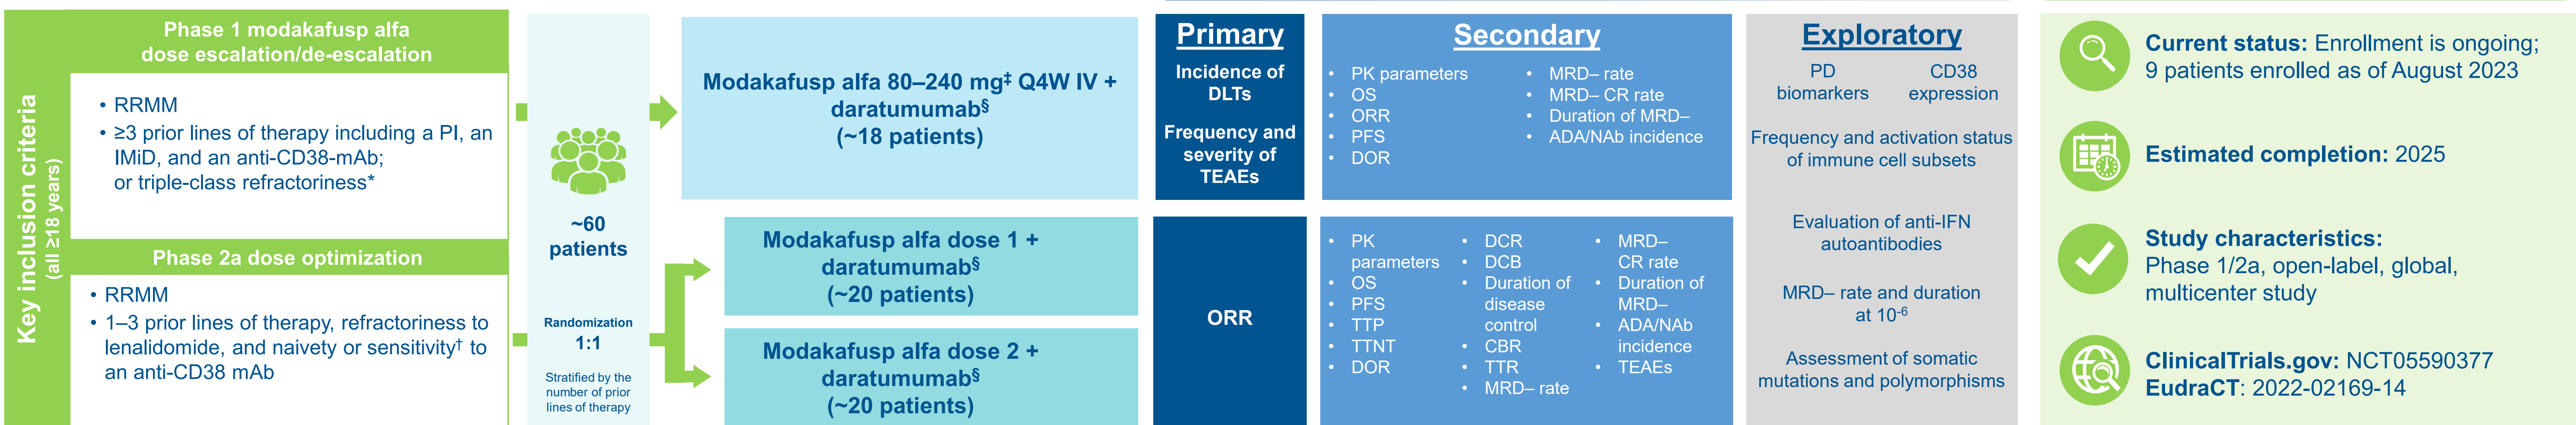 Key inclusion criteria
(all ≥18 years)
Phase 1 modakafusp alfa
dose escalation/de-escalation
• RRMM
• ≥3 prior lines of therapy including a PI, an
IMiD, and an anti-CD38-mAb;
or triple-class refractoriness*
Phase 2a dose optimization
• RRMM
• 1–3 prior lines of therapy, refractoriness to
lenalidomide, and naivety or sensitivity† to
an anti-CD38 mAb
~60
patients
Randomization
1:1
Stratified by the
number of prior
lines of therapy
Modakafusp alfa 80–240 mg‡ Q4W IV +
daratumumab§
(~18 patients)
Modakafusp alfa dose 1 +
daratumumab§
(~20 patients)
Modakafusp alfa dose 2 +
daratumumab§
(~20 patients)
Primary
Incidence of
DLTs
Frequency and
severity of
TEAEs
ORR
Secondary
• PK parameters
• OS
• ORR
• PFS
• DOR
• MRD– rate
• MRD– CR rate
• Duration of MRD–
• ADA/NAb incidence
• PK
parameters
• OS
• PFS
• TTP
• TTNT
• DOR
• DCR
• DCB
• Duration of
disease
control
• CBR
• TTR
• MRD– rate
• MRD–
CR rate
• Duration of
MRD–
• ADA/NAb
incidence
• TEAEs
Exploratory
PD
biomarkers
CD38
expression
Frequency and activation status
of immune cell subsets
Evaluation of anti-IFN
autoantibodies
MRD– rate and duration
at 10-6
Assessment of somatic
mutations and polymorphisms
Current status: Enrollment is ongoing;
9 patients enrolled as of August 2023
Estimated completion: 2025
Study characteristics:
Phase 1/2a, open-label, global,
multicenter study
ClinicalTrials.gov: NCT05590377
EudraCT: 2022-02169-14